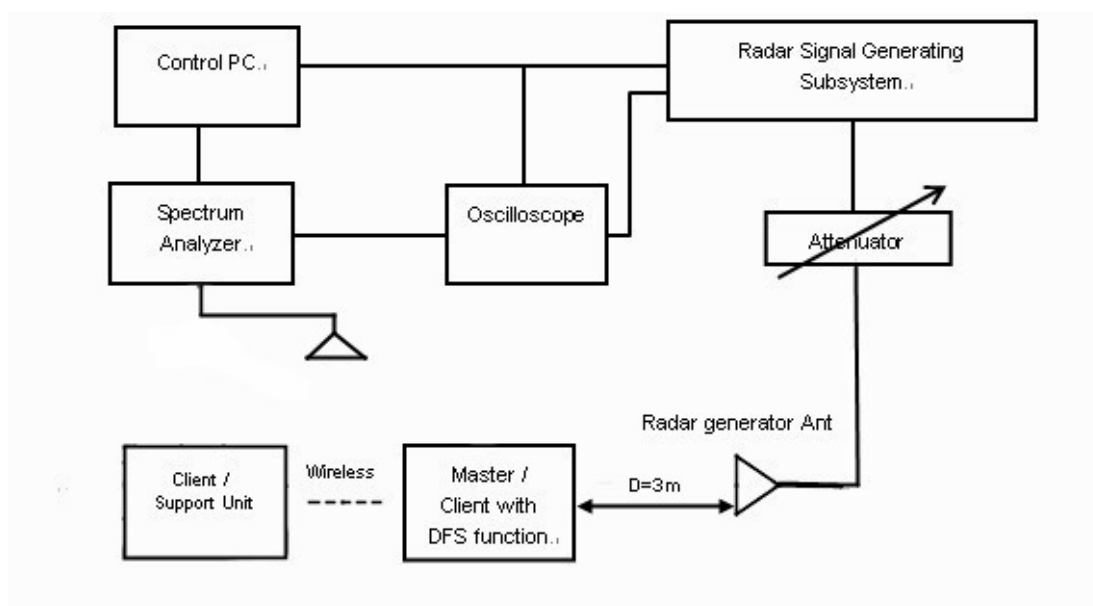 Control PC.
Radar Signal Generating
Subsystem.
Spectrum
Analyzer.
Oscilloscope
Attenuator
Radar generator Ant
Client /
Support Unit
Wireless
Master /
Client with
DFS function.
D=3m